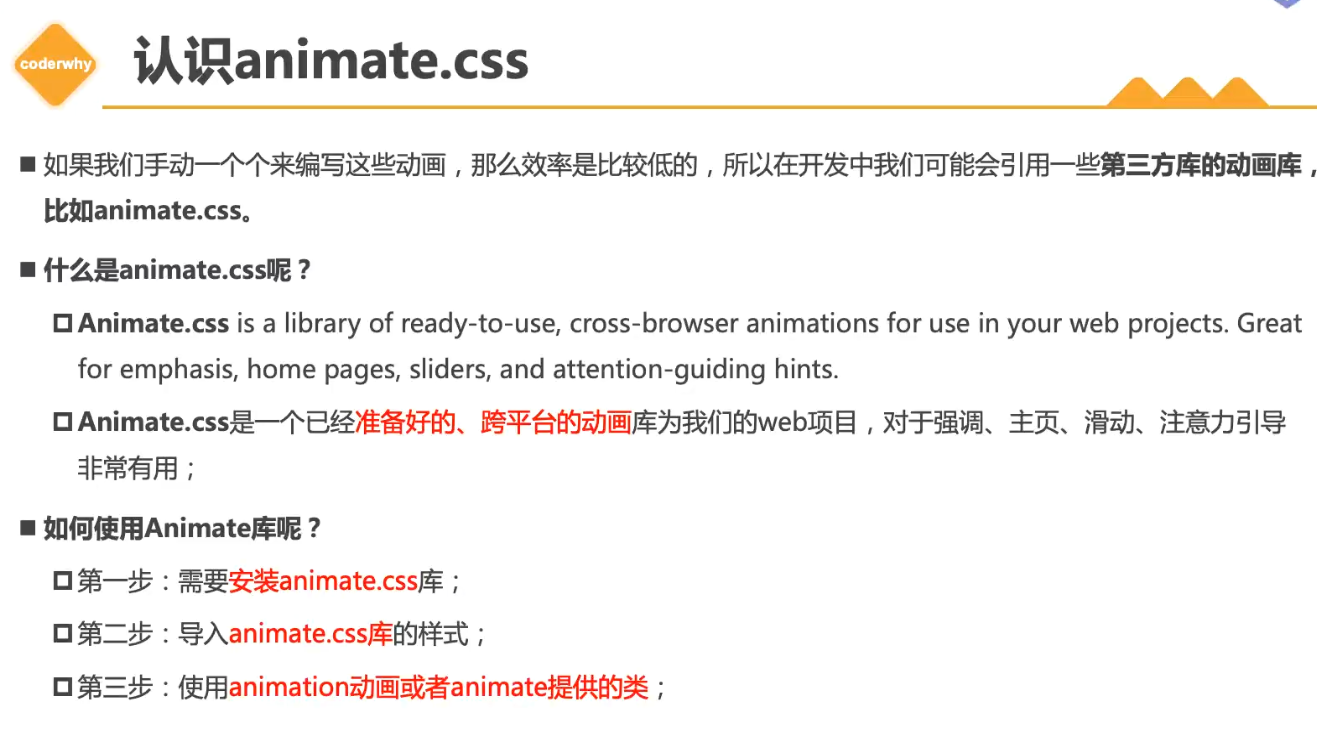 coderwhy
认识animate.css
如果我们手动一个个来编写这些动画，那么效率是比较低的，所以在开发中我们可能会引用一些第三方库的动画库，
比如animate.css。
什么是animate.css呢？
Animate.css is a library of ready-to-use, cross-browser animations for use in your web projects. Great
for emphasis, home pages, sliders, and attention-guiding hints.
Animate.css是一个已经准备好的、跨平台的动画库为我们的web项目，对于强调、主页、滑动、注意力引导
非常有用；
如何使用Animate库呢？
第一步：需要安装animate.css库；
第二步：导入animate.css库的样式；
第三步：使用animation动画或者animate提供的类；